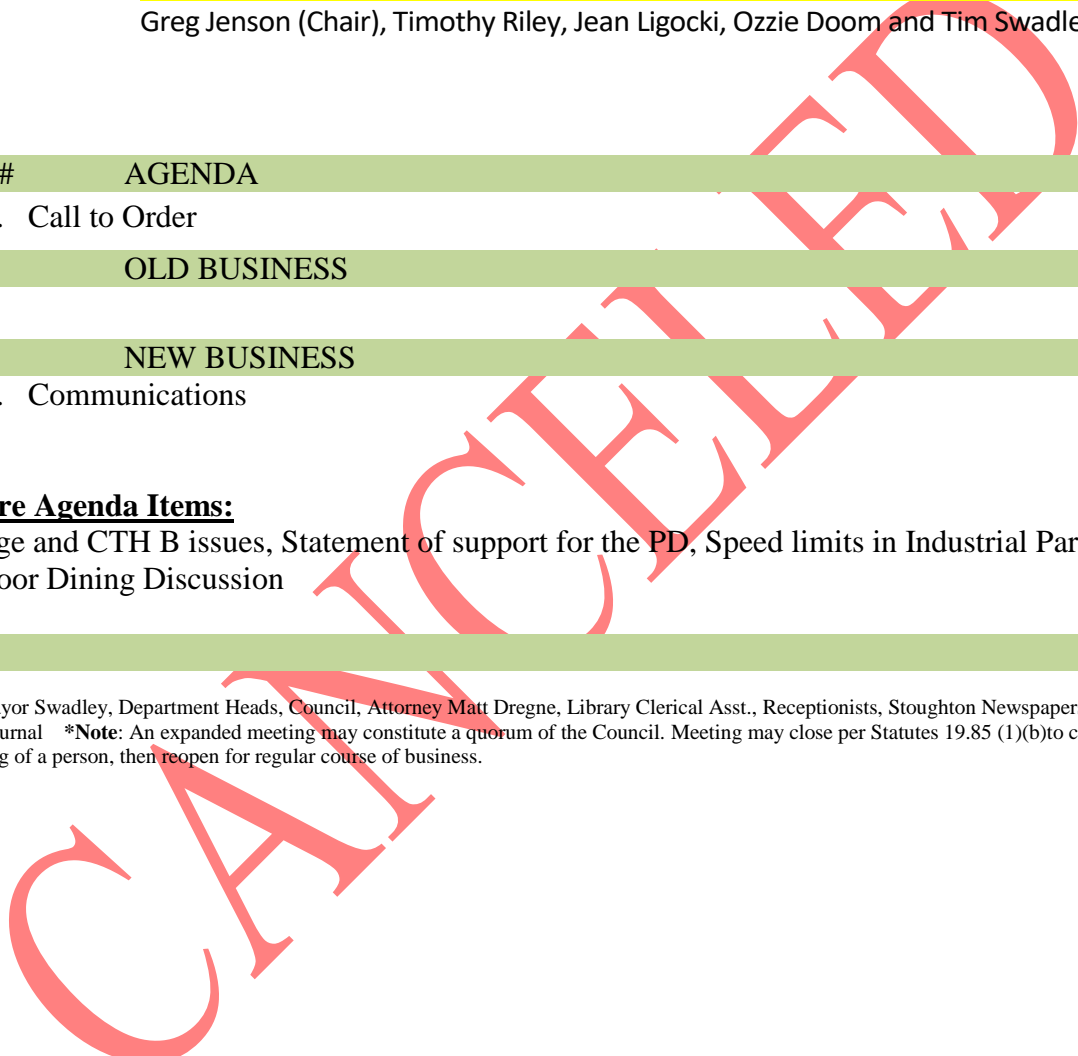 Greg Jenson (Chair), Timothy Riley, Jean Ligocki, Ozzie Doom and Tim Swadle
# AGENDA
. Call to Order
OLD BUSINESS
NEW BUSINESS
. Communications
re Agenda Items:
ge and CTH B issues, Statement of support for the PD, Speed limits in Industrial Par
oor Dining Discussion
yor Swadley, Department Heads, Council, Attorney Matt Dregne, Library Clerical Asst., Receptionists, Stoughton Newspaper
urnal *Note: An expanded meeting may constitute a quorum of the Council. Meeting may close per Statutes 19.85 (1)(b)to c
g of a person, then reopen for regular course of business.
CANCELED